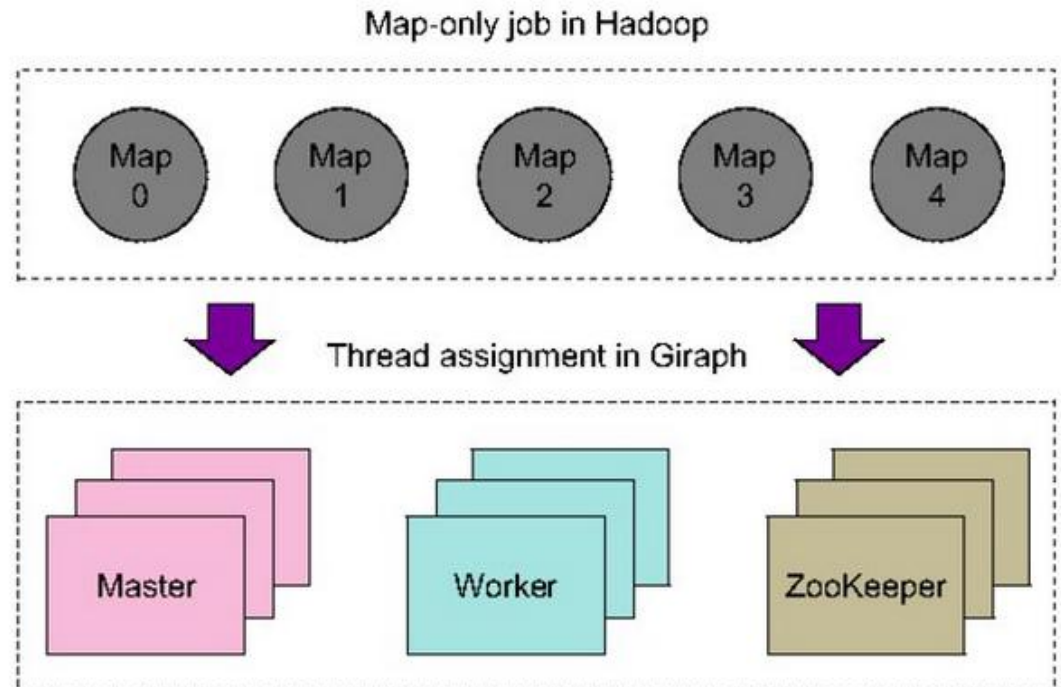 Map-only job in Hadoop
Map
0
Map
1
Map
2
Map
3
Map
4
Thread assignment in Giraph
Master
Worker
ZooKeeper